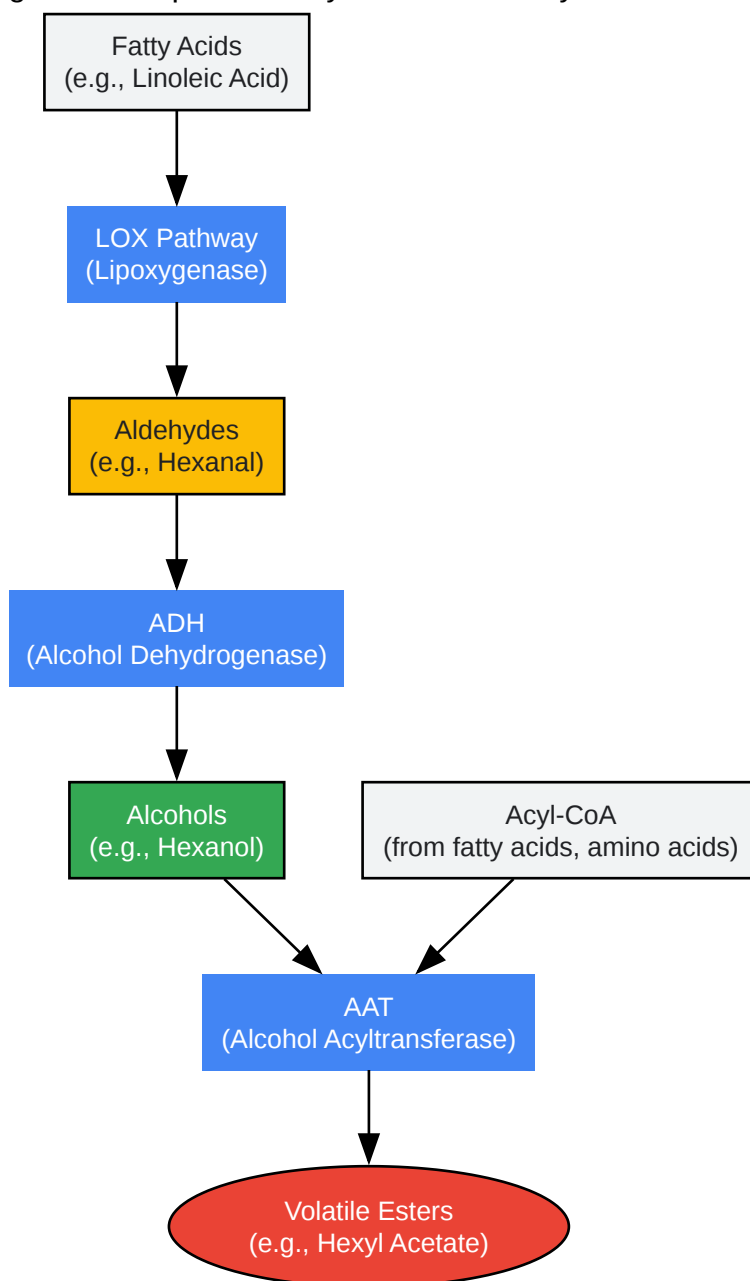 Fatty Acids
(e.g., Linoleic Acid)
LOX Pathway
(Lipoxygenase)
Aldehydes
(e.g., Hexanal)
ADH
(Alcohol Dehydrogenase)
Alcohols
(e.g., Hexanol)
Acyl-CoA
(from fatty acids, amino acids)
AAT
(Alcohol Acyltransferase)
Volatile Esters
(e.g., Hexyl Acetate)